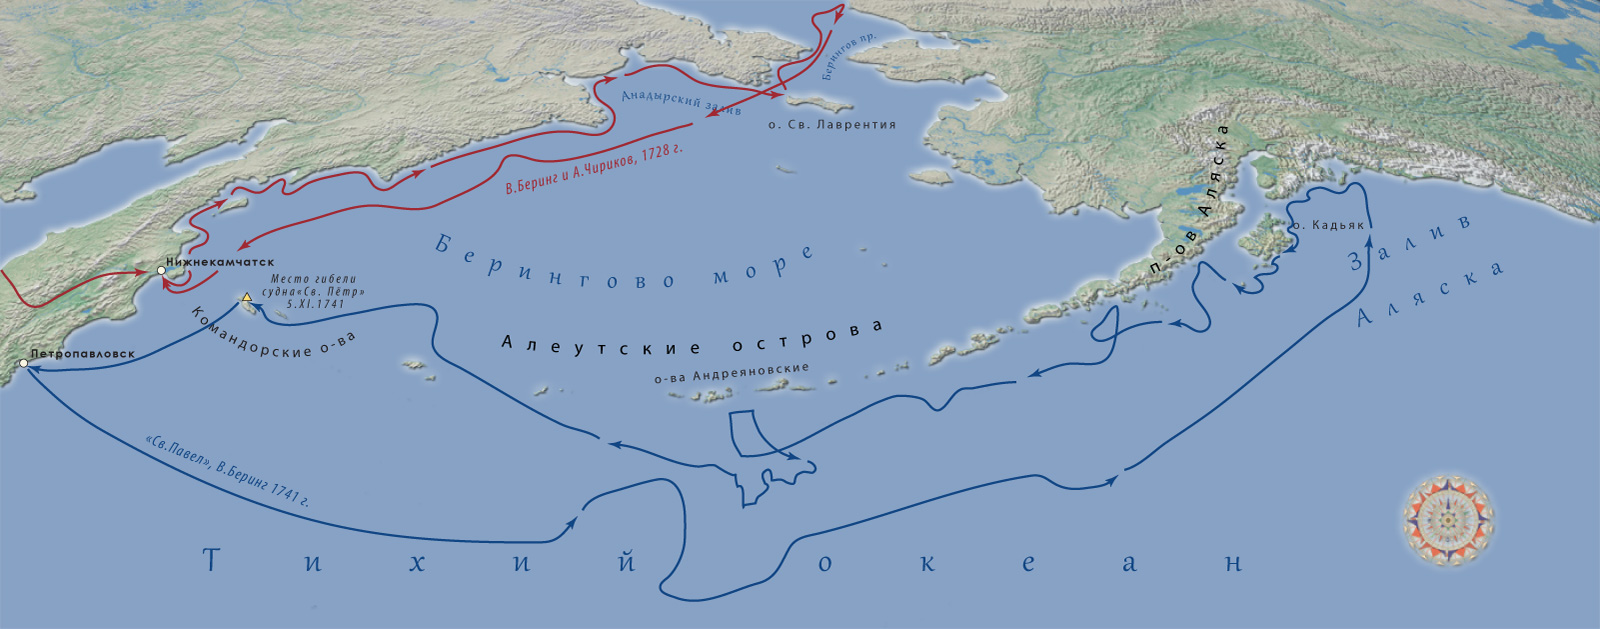 Берингов пр.
Анадырский залив
о. Св. Лаврентия
В.Беринг и А.Чириков, 1728 г.
п-ов Аляска
о. Кадьяк
Залив
Аляска
Берингово море
Нижнекамчатск
Место гибели
судна«Св. Пётр»
5.XI.1741
Командорские о-ва
Алеутские острова
о-ва Андреяновские
Петропавловск
«Св.Павел», В.Беринг 1741 г.
Тихий океан